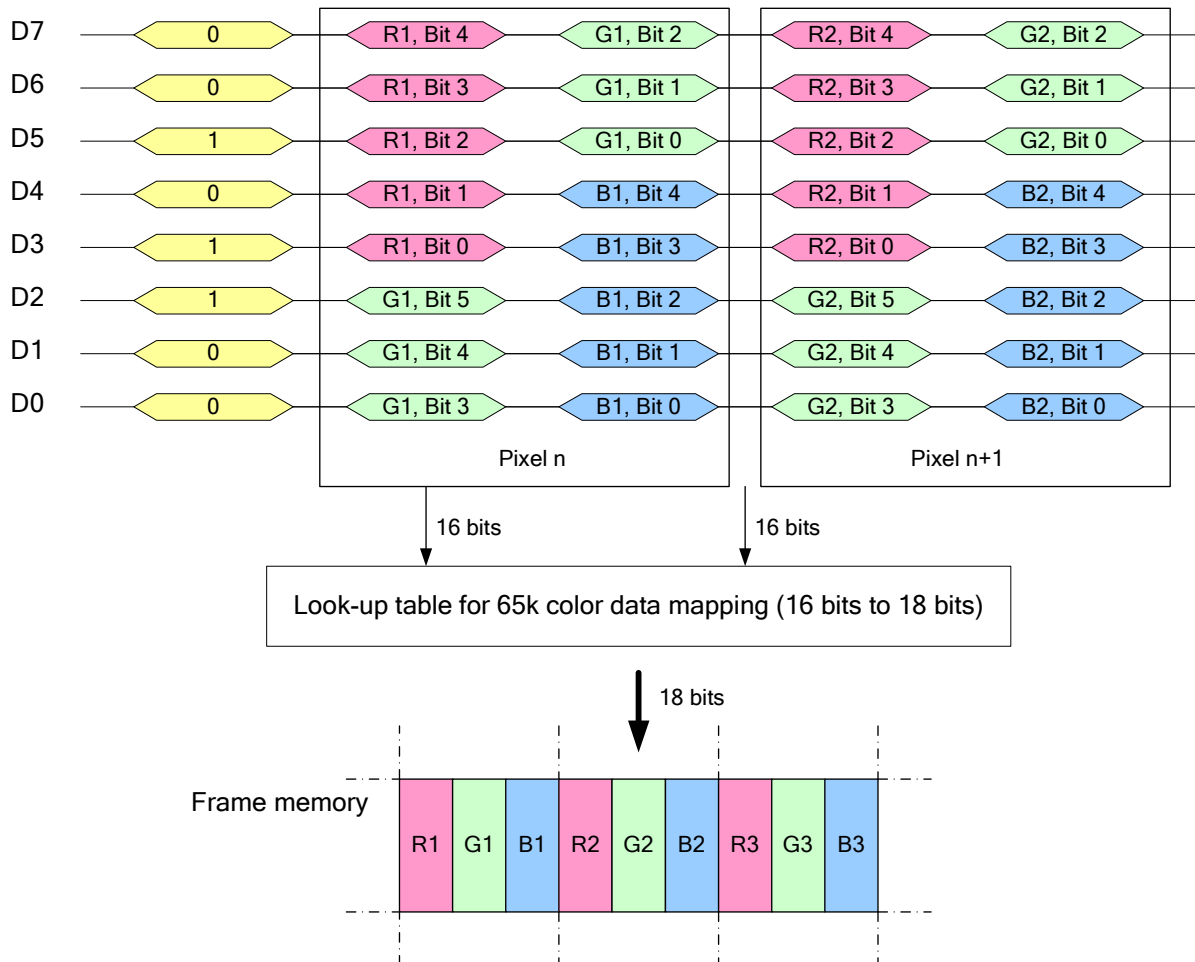 D7 0 R1, Bit 4 G1, Bit 2 R2, Bit 4 G2, Bit 2
D6 0 R1, Bit 3 G1, Bit 1 R2, Bit 3 G2, Bit 1
D5 1 R1, Bit 2 G1, Bit 0 R2, Bit 2 G2, Bit 0
D4 0 R1, Bit 1 B1, Bit 4 R2, Bit 1 B2, Bit 4
D3 1 R1, Bit 0 B1, Bit 3 R2, Bit 0 B2, Bit 3
D2 1 G1, Bit 5 B1, Bit 2 G2, Bit 5 B2, Bit 2
D1 0 G1, Bit 4 B1, Bit 1 G2, Bit 4 B2, Bit 1
D0 0 G1, Bit 3 B1, Bit 0 G2, Bit 3 B2, Bit 0
Pixel n Pixel n+1
16 bits 16 bits
Look-up table for 65k color data mapping (16 bits to 18 bits)
18 bits
Frame memory
R1 G1 B1 R2 G2 B2 R3 G3 B3